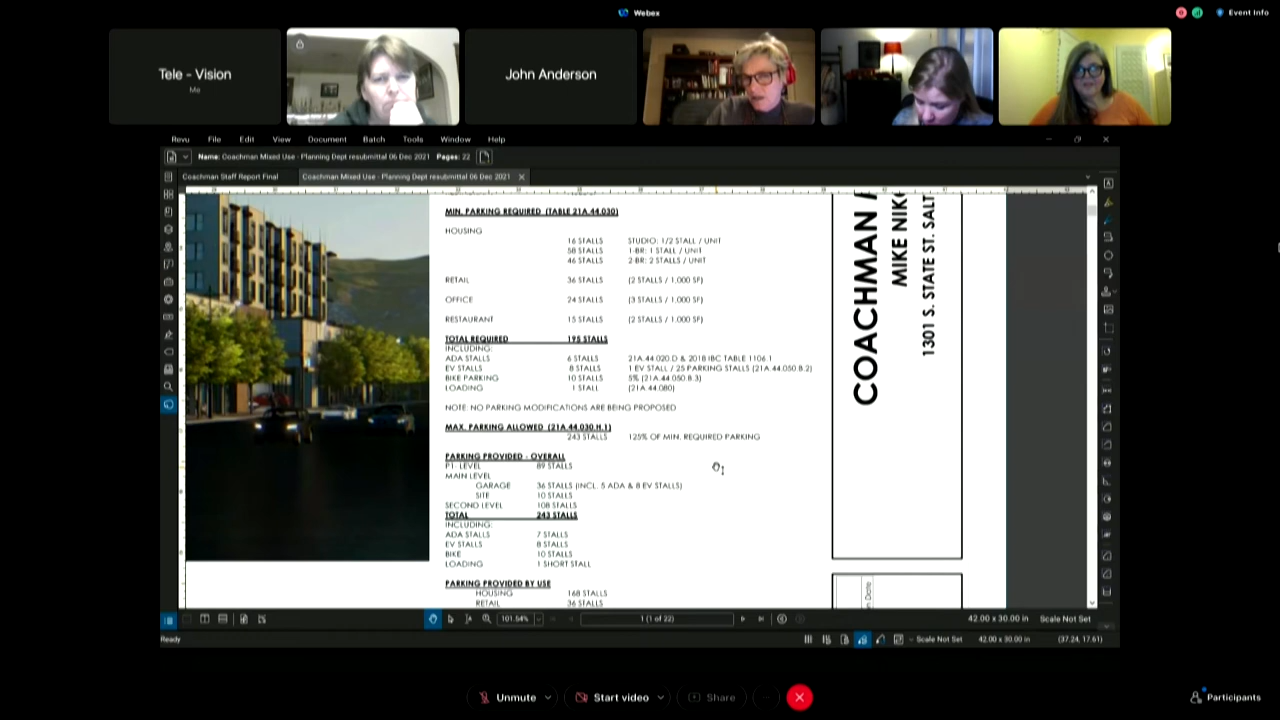 Webex
Event Info
Tele - Vision
Me
John Anderson
Revu File Edit View Document Batch Tools Window Help
Name: Coachman Mixed Use - Planning Dept resubmittal 06 Dec 2021 Pages: 22
Coachman Staff Report Final
Coachman Mixed Use - Planning Dept resubmittal 06 Dec 2021
MIN. PARKING REQUIRED (TABLE 21A.44.030)
HOUSING
16 STALLS STUDIO: 1/2 STALL / UNIT
58 STALLS 1-BR: 1 STALL / UNIT
46 STALLS 2-BR: 2 STALLS / UNIT
RETAIL 36 STALLS (2 STALLS / 1,000 SF)
OFFICE 24 STALLS (3 STALLS / 1,000 SF)
RESTAURANT 15 STALLS (2 STALLS / 1,000 SF)
TOTAL REQUIRED 195 STALLS
INCLUDING:
ADA STALLS 6 STALLS 21A.44.020.D & 2018 IBC TABLE 1106.1
EV STALLS 8 STALLS 1 EV STALL / 25 PARKING STALLS (21A.44.050.B.2)
BIKE PARKING 10 STALLS 5% (21A.44.050.B.3)
LOADING 1 STALL (21A.44.080)
NOTE: NO PARKING MODIFICATIONS ARE BEING PROPOSED
MAX. PARKING ALLOWED (21A.44.030.H.1)
243 STALLS 125% OF MIN. REQUIRED PARKING
PARKING PROVIDED - OVERALL
P1 LEVEL 89 STALLS
MAIN LEVEL
GARAGE 36 STALLS (INCL. 5 ADA & 8 EV STALLS)
SITE 10 STALLS
SECOND LEVEL 108 STALLS
TOTAL 243 STALLS
INCLUDING:
ADA STALLS 7 STALLS
EV STALLS 8 STALLS
BIKE 10 STALLS
LOADING 1 SHORT STALL
PARKING PROVIDED BY USE
HOUSING 168 STALLS
RETAIL 36 STALLS
COACHMAN
MIKE NIK
1301 S. STATE ST. SALT
n Date
101.54%
1 (1 of 22)
42.00 x 30.00 in Scale Not Set
Ready
Scale Not Set 42.00 x 30.00 in (37.24, 17.61)
Unmute
Start video
Share
Participants